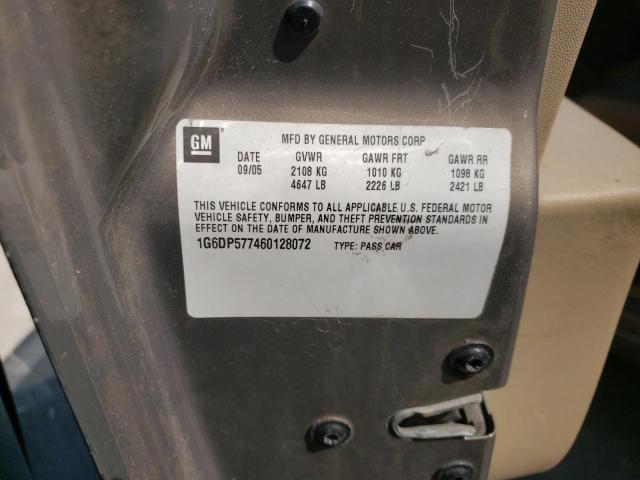 GM
MFD BY GENERAL MOTORS CORP
DATE GVWR GAWR FRT GAWR RR
09/05 2108 KG 1010 KG 1098 KG
4647 LB 2226 LB 2421 LB
THIS VEHICLE CONFORMS TO ALL APPLICABLE U.S. FEDERAL MOTOR
VEHICLE SAFETY, BUMPER, AND THEFT PREVENTION STANDARDS IN
EFFECT ON THE DATE OF MANUFACTURE SHOWN ABOVE.
1G6DP577460128072 TYPE: PASS CAR